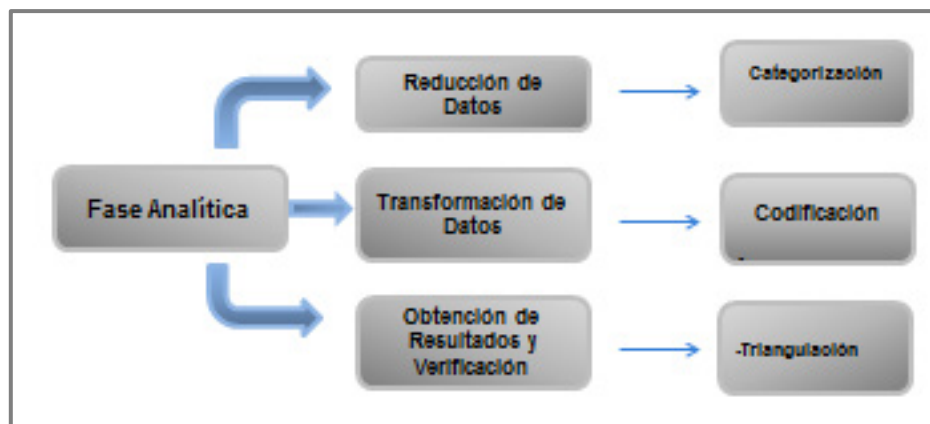 Fase Analítica
Reducción de
Datos
Categorización
Transformación de
Datos
Codificación
-
Obtención de
Resultados y
Verificación
-Triangulación